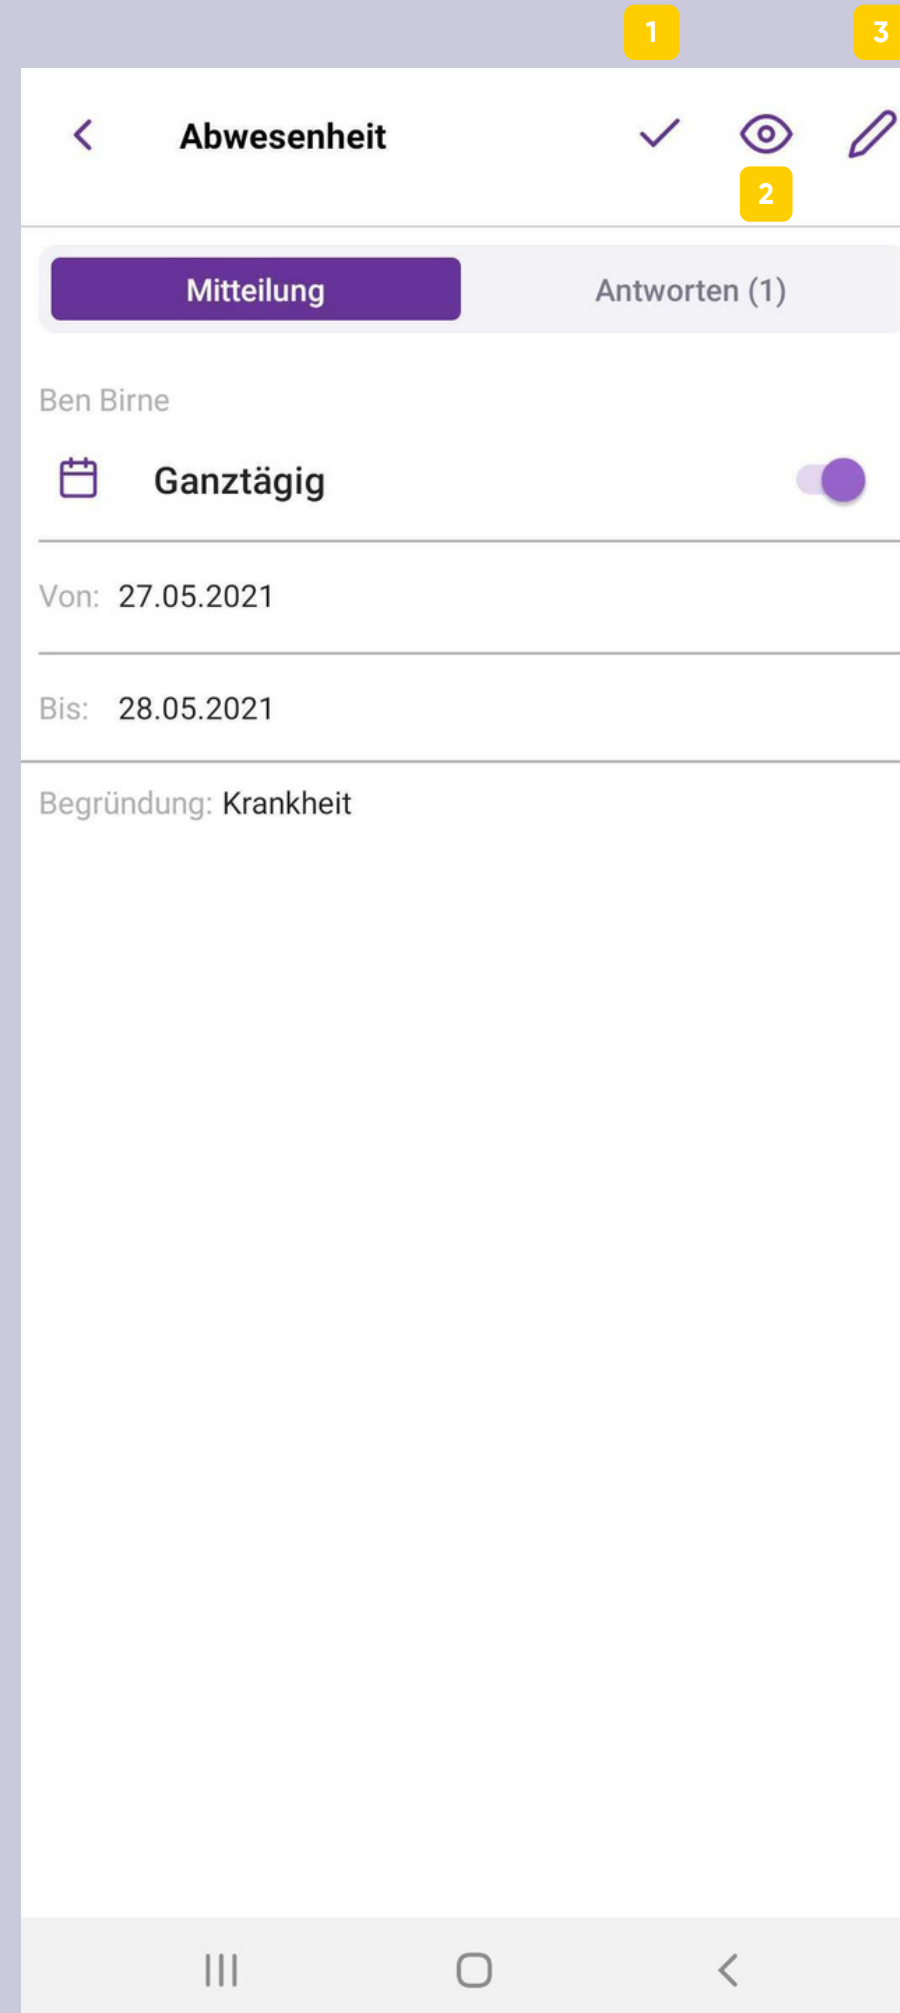 1
3
Abwesenheit
2
Mitteilung
Antworten (1)
Ben Birne
Ganztägig
Von: 27.05.2021
Bis: 28.05.2021
Begründung: Krankheit